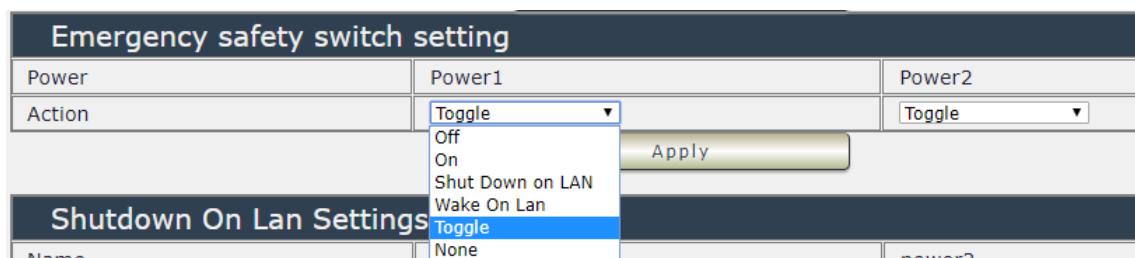 Emergency safety switch setting
Power Power1 Power2
Action Toggle Toggle
Off
On
Apply
Shut Down on LAN
Wake On Lan
Shutdown On Lan Settings
Toggle
None
Name power2